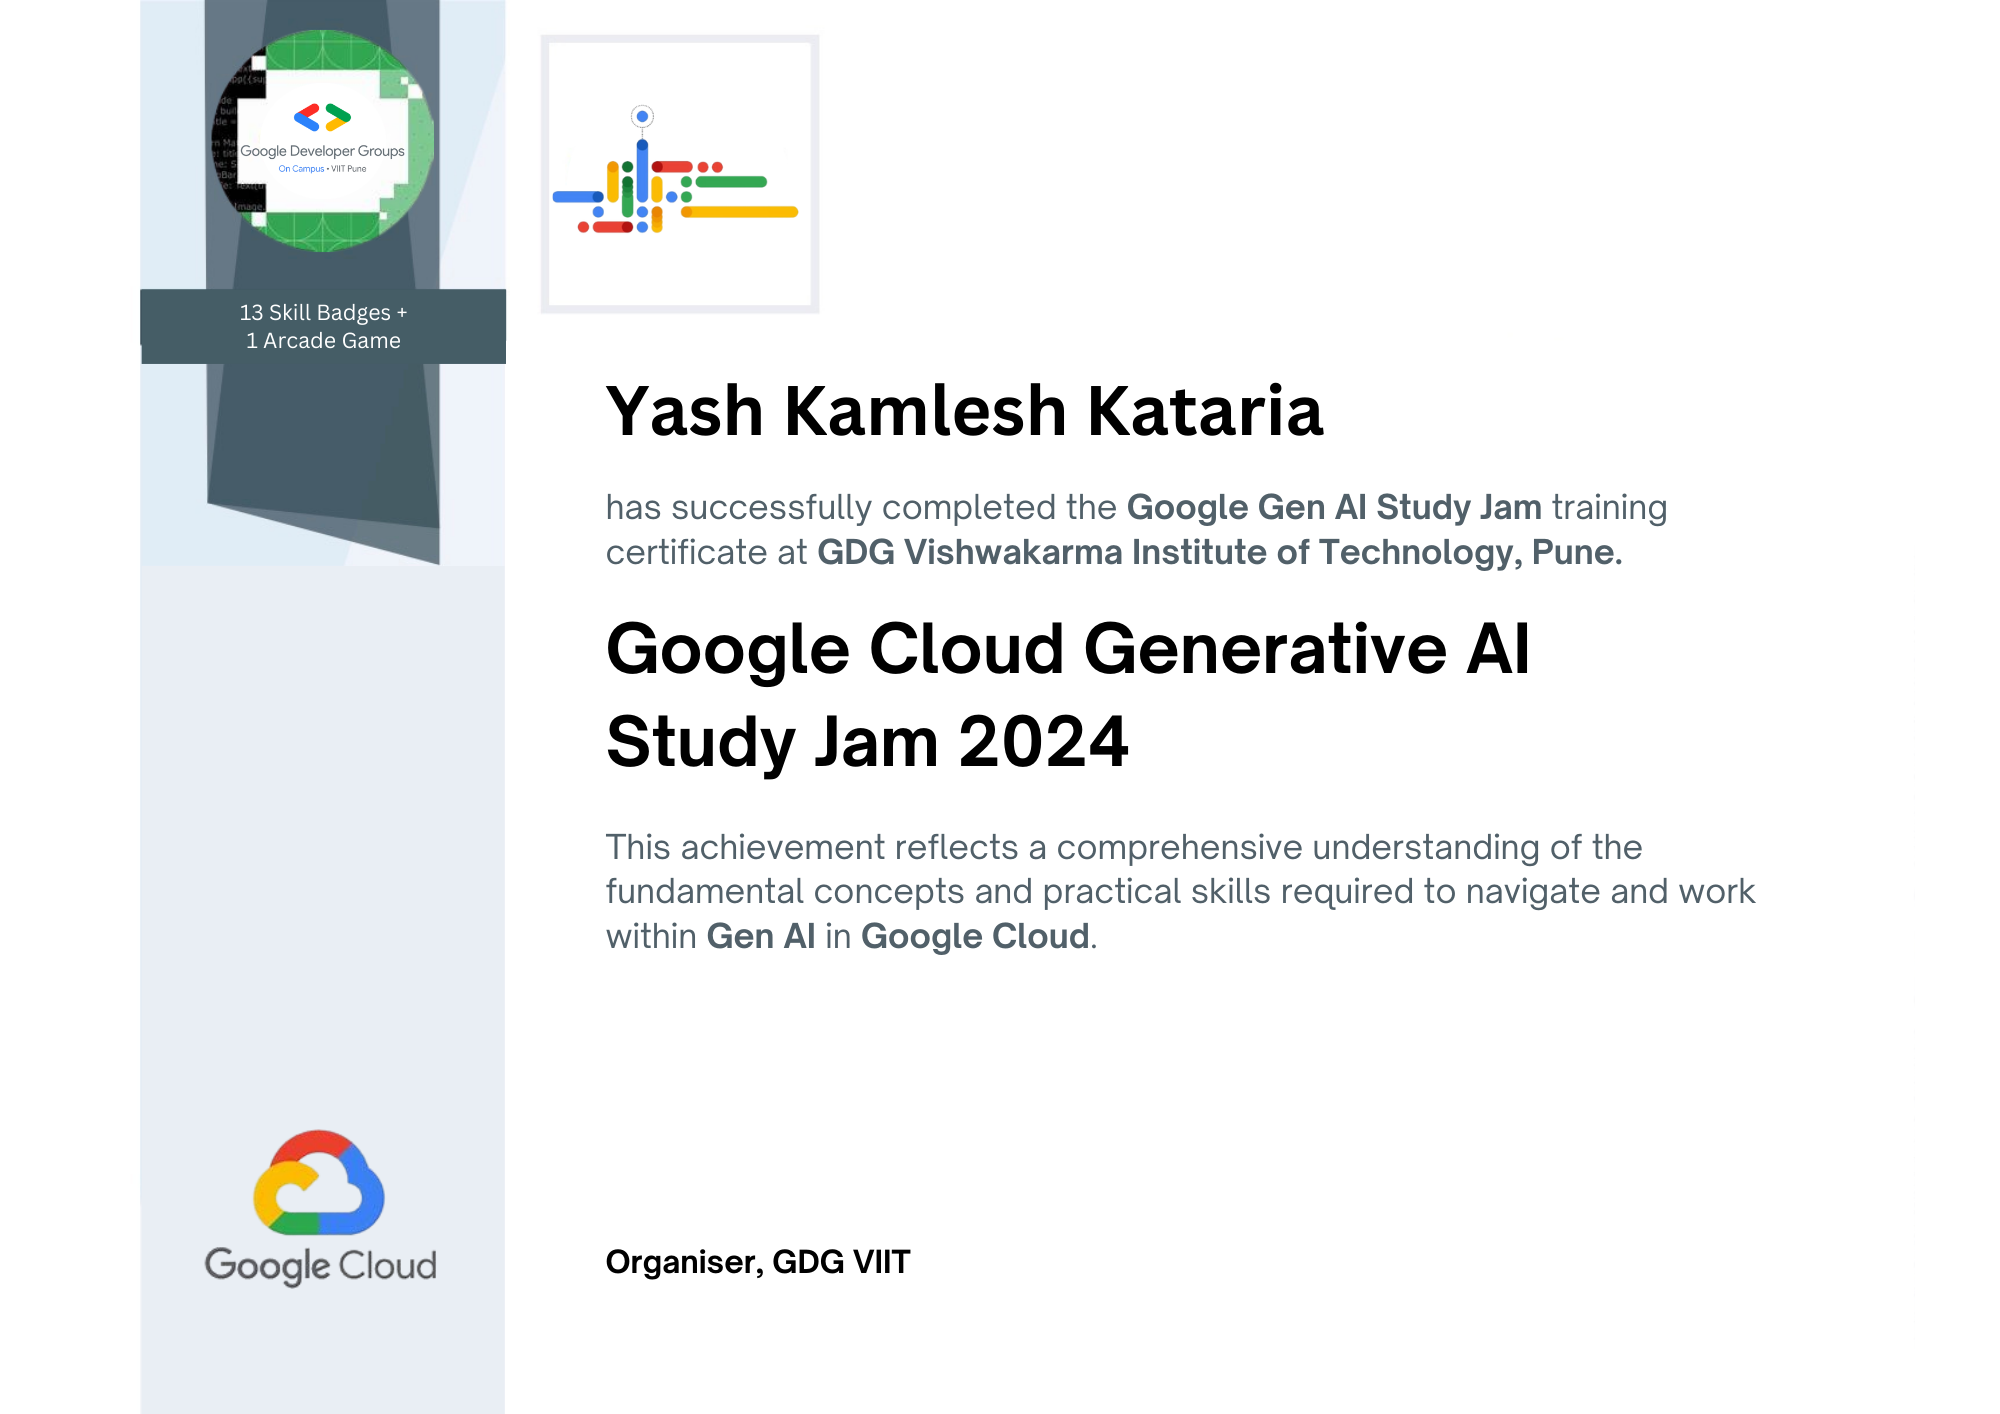 Google Developer Groups
On Campus • VIIT Pune
13 Skill Badges +
1 Arcade Game
Yash Kamlesh Kataria
has successfully completed the Google Gen AI Study Jam training
certificate at GDG Vishwakarma Institute of Technology, Pune.
Google Cloud Generative AI
Study Jam 2024
This achievement reflects a comprehensive understanding of the
fundamental concepts and practical skills required to navigate and work
within Gen AI in Google Cloud.
Google Cloud
Organiser, GDG VIIT